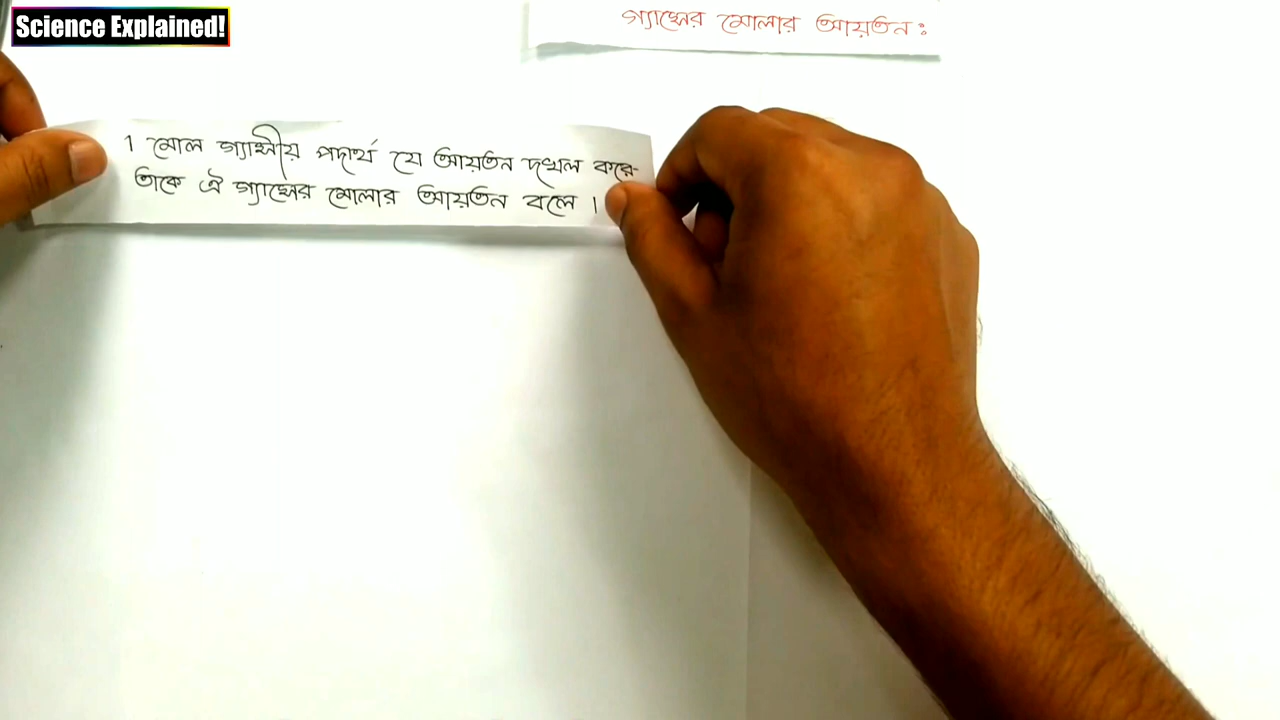 Science Explained!
গ্যাসের মোলার আয়তন:
1 মোল গ্যাসীয় পদার্থ যে আয়তন দখল করে-
তাকে ঐ গ্যাসের মোলার আয়তন বলে ।